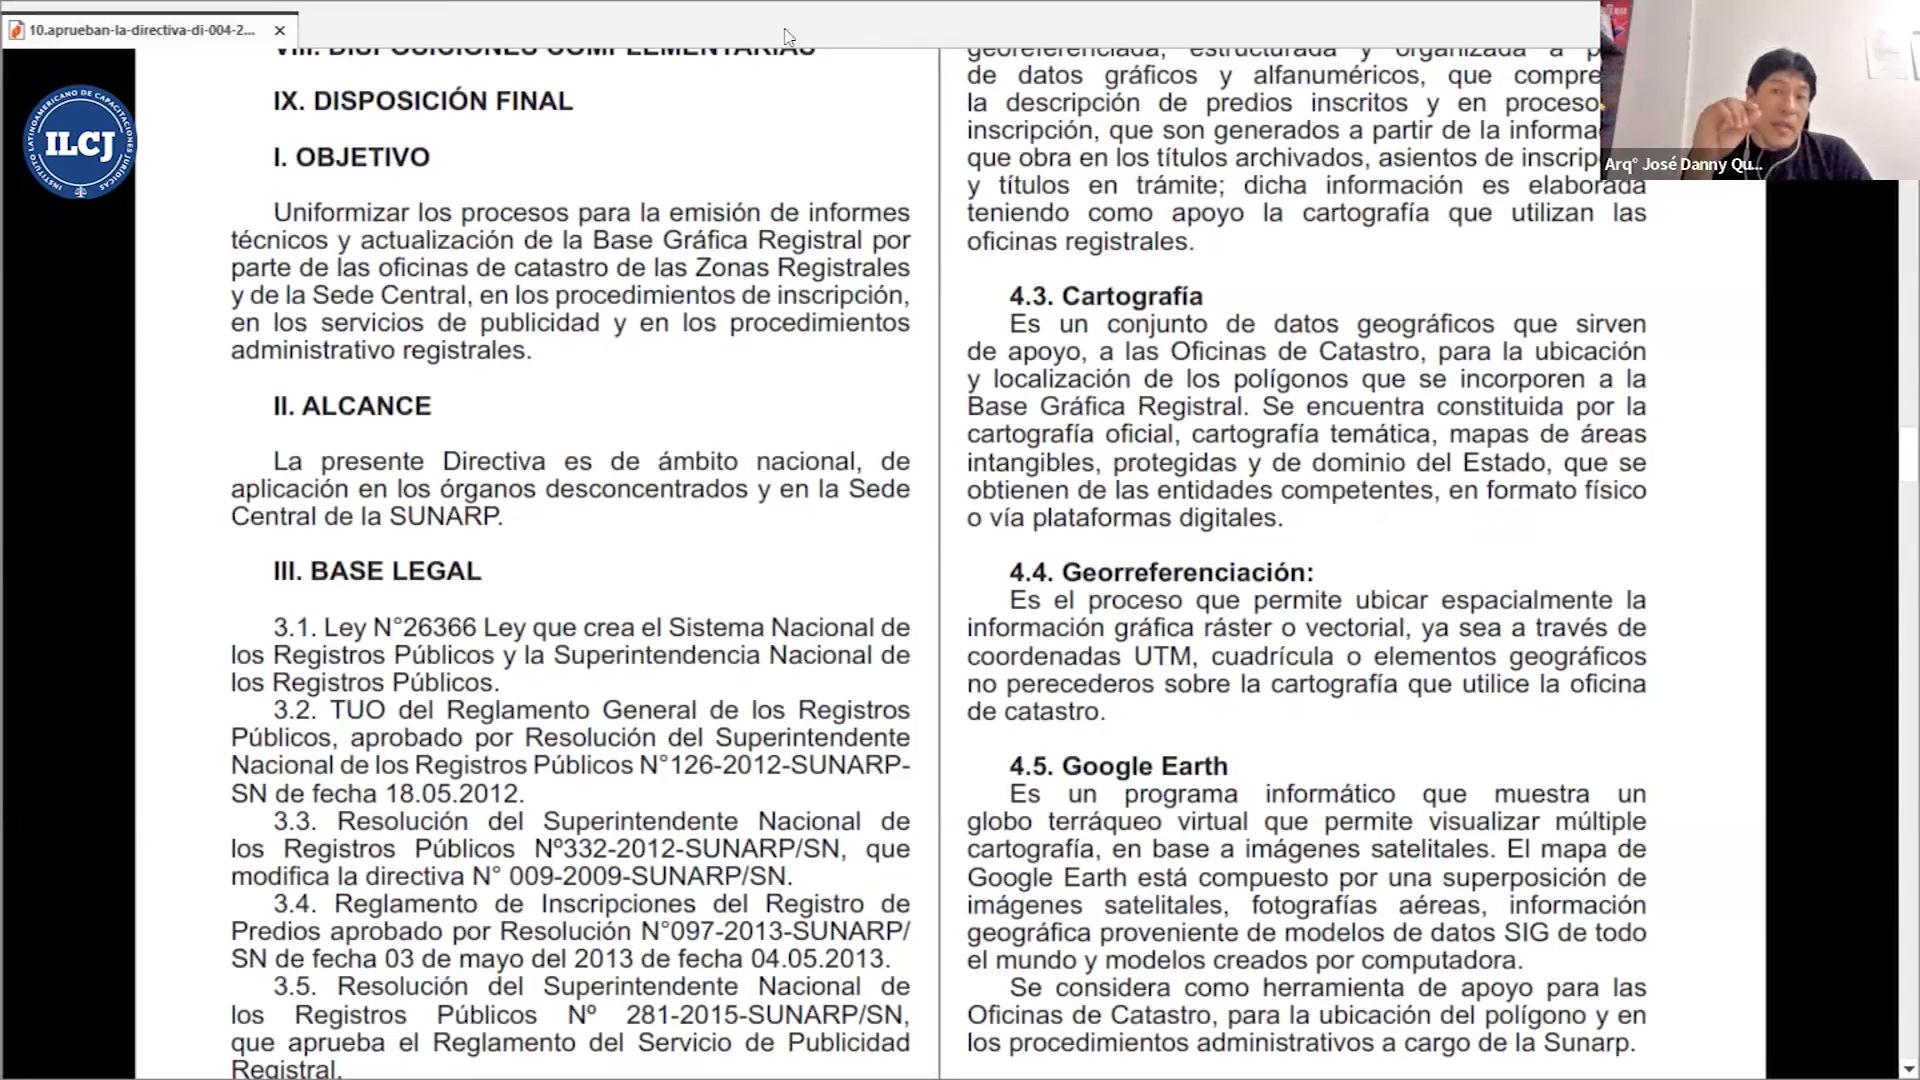 10.aprueban-la-directiva-di-004-2...
INSTITUTO LATINOAMERICANO DE CAPACITACIONES JURÍDICAS
ILCJ
VIII. DISPOSICIONES COMPLEMENTARIAS
IX. DISPOSICIÓN FINAL
I. OBJETIVO
Uniformizar los procesos para la emisión de informes
técnicos y actualización de la Base Gráfica Registral por
parte de las oficinas de catastro de las Zonas Registrales
y de la Sede Central, en los procedimientos de inscripción,
en los servicios de publicidad y en los procedimientos
administrativo registrales.
II. ALCANCE
La presente Directiva es de ámbito nacional, de
aplicación en los órganos desconcentrados y en la Sede
Central de la SUNARP.
III. BASE LEGAL
3.1. Ley N°26366 Ley que crea el Sistema Nacional de
los Registros Públicos y la Superintendencia Nacional de
los Registros Públicos.
3.2. TUO del Reglamento General de los Registros
Públicos, aprobado por Resolución del Superintendente
Nacional de los Registros Públicos N°126-2012-SUNARP-
SN de fecha 18.05.2012.
3.3. Resolución del Superintendente Nacional de
los Registros Públicos Nº332-2012-SUNARP/SN, que
modifica la directiva N° 009-2009-SUNARP/SN.
3.4. Reglamento de Inscripciones del Registro de
Predios aprobado por Resolución N°097-2013-SUNARP/
SN de fecha 03 de mayo del 2013 de fecha 04.05.2013.
3.5. Resolución del Superintendente Nacional de
los Registros Públicos Nº 281-2015-SUNARP/SN,
que aprueba el Reglamento del Servicio de Publicidad
Registral.
georeferenciada, estructurada y organizada a p
de datos gráficos y alfanuméricos, que compre
la descripción de predios inscritos y en proceso
inscripción, que son generados a partir de la informa
que obra en los títulos archivados, asientos de inscrip
y títulos en trámite; dicha información es elaborada
teniendo como apoyo la cartografía que utilizan las
oficinas registrales.
4.3. Cartografía
Es un conjunto de datos geográficos que sirven
de apoyo, a las Oficinas de Catastro, para la ubicación
y localización de los polígonos que se incorporen a la
Base Gráfica Registral. Se encuentra constituida por la
cartografía oficial, cartografía temática, mapas de áreas
intangibles, protegidas y de dominio del Estado, que se
obtienen de las entidades competentes, en formato físico
o vía plataformas digitales.
4.4. Georreferenciación:
Es el proceso que permite ubicar espacialmente la
información gráfica ráster o vectorial, ya sea a través de
coordenadas UTM, cuadrícula o elementos geográficos
no perecederos sobre la cartografía que utilice la oficina
de catastro.
4.5. Google Earth
Es un programa informático que muestra un
globo terráqueo virtual que permite visualizar múltiple
cartografía, en base a imágenes satelitales. El mapa de
Google Earth está compuesto por una superposición de
imágenes satelitales, fotografías aéreas, información
geográfica proveniente de modelos de datos SIG de todo
el mundo y modelos creados por computadora.
Se considera como herramienta de apoyo para las
Oficinas de Catastro, para la ubicación del polígono y en
los procedimientos administrativos a cargo de la Sunarp.
Arq° José Danny Qu...